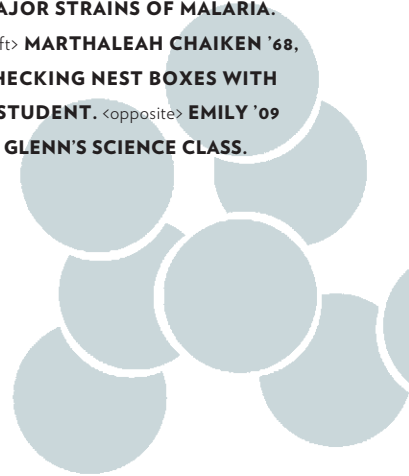 AJOR STRAINS OF MALARIA.
ft> MARTHALEAH CHAIKEN ’68,
HECKING NEST BOXES WITH
STUDENT. <opposite> EMILY ’09
GLENN’S SCIENCE CLASS.